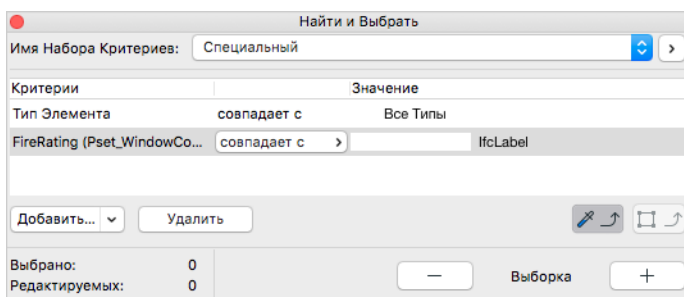 Найти и Выбрать
Имя Набора Критериев: Специальный
Критерии Значение
Тип Элемента совпадает с Все Типы
FireRating (Pset_WindowCo... совпадает с > IfcLabel
Добавить... Удалить
Выбрано: 0
Редактируемых: 0
— Выборка +